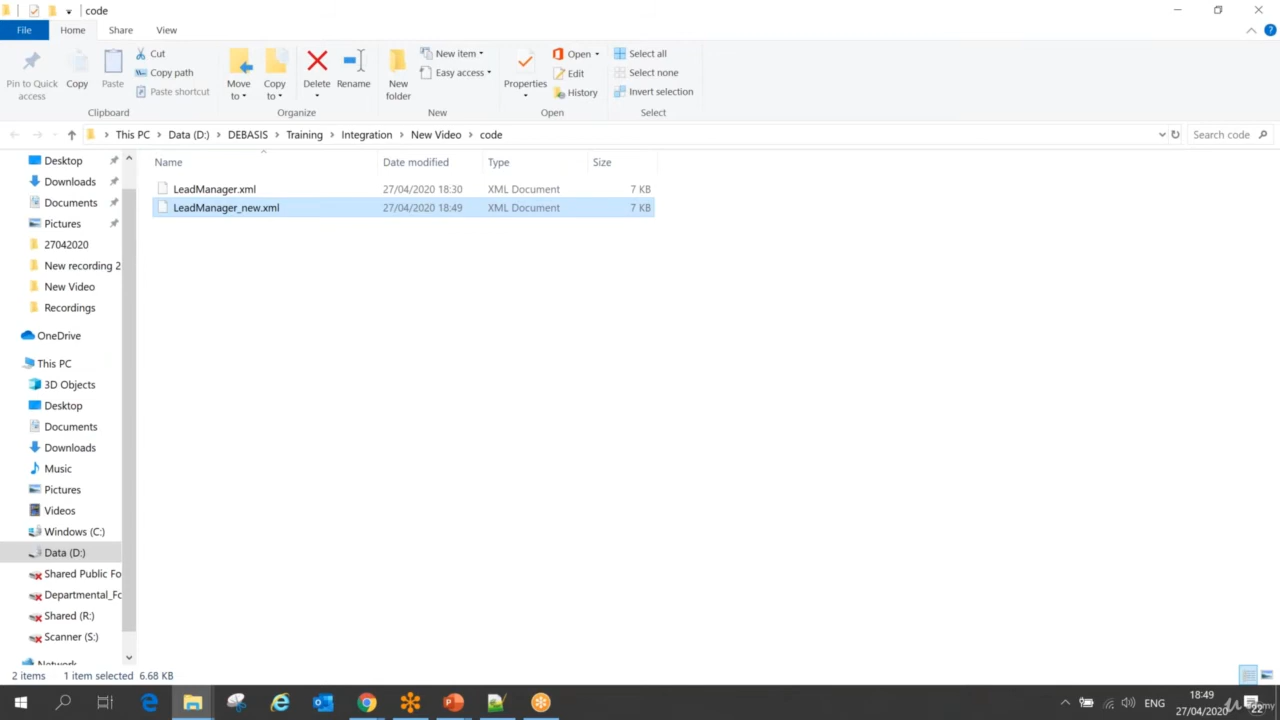 code
File Home Share View
Pin to Quick access
Copy
Paste
Cut
Copy path
Paste shortcut
Clipboard
Move to
Copy to
Delete
Rename
Organize
New folder
New item
Easy access
New
Properties
Open
Edit
History
Open
Select all
Select none
Invert selection
Select
This PC > Data (D:) > DEBASIS > Training > Integration > New Video > code
Search code
Name Date modified Type Size
LeadManager.xml 27/04/2020 18:30 XML Document 7 KB
LeadManager_new.xml 27/04/2020 18:49 XML Document 7 KB
Desktop
Downloads
Documents
Pictures
27042020
New recording 2
New Video
Recordings
OneDrive
This PC
3D Objects
Desktop
Documents
Downloads
Music
Pictures
Videos
Windows (C:)
Data (D:)
Shared Public Fo
Departmental_Fo
Shared (R:)
Scanner (S:)
Network
2 items 1 item selected 6.68 KB
ENG
18:49
27/04/2020
22
Udemy